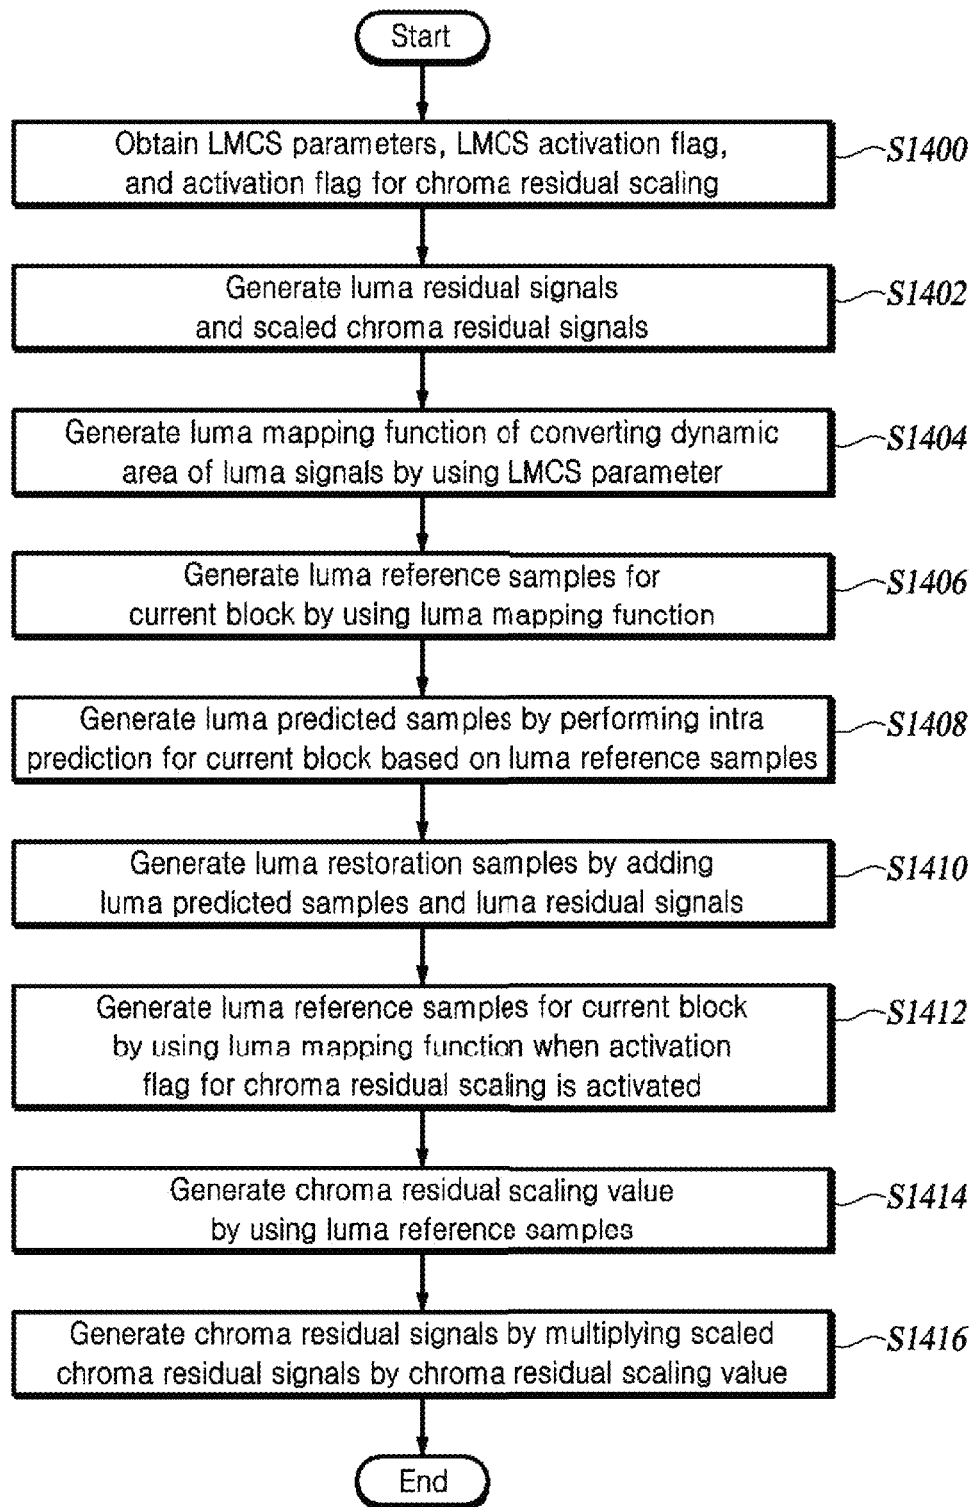 Start
Obtain LMCS parameters, LMCS activation flag,
and activation flag for chroma residual scaling
S1400
Generate luma residual signals
and scaled chroma residual signals
S1402
Generate luma mapping function of converting dynamic
area of luma signals by using LMCS parameter
S1404
Generate luma reference samples for
current block by using luma mapping function
S1406
Generate luma predicted samples by performing intra
prediction for current block based on luma reference samples
S1408
Generate luma restoration samples by adding
luma predicted samples and luma residual signals
S1410
Generate luma reference samples for current block
by using luma mapping function when activation
flag for chroma residual scaling is activated
S1412
Generate chroma residual scaling value
by using luma reference samples
S1414
Generate chroma residual signals by multiplying scaled
chroma residual signals by chroma residual scaling value
S1416
End